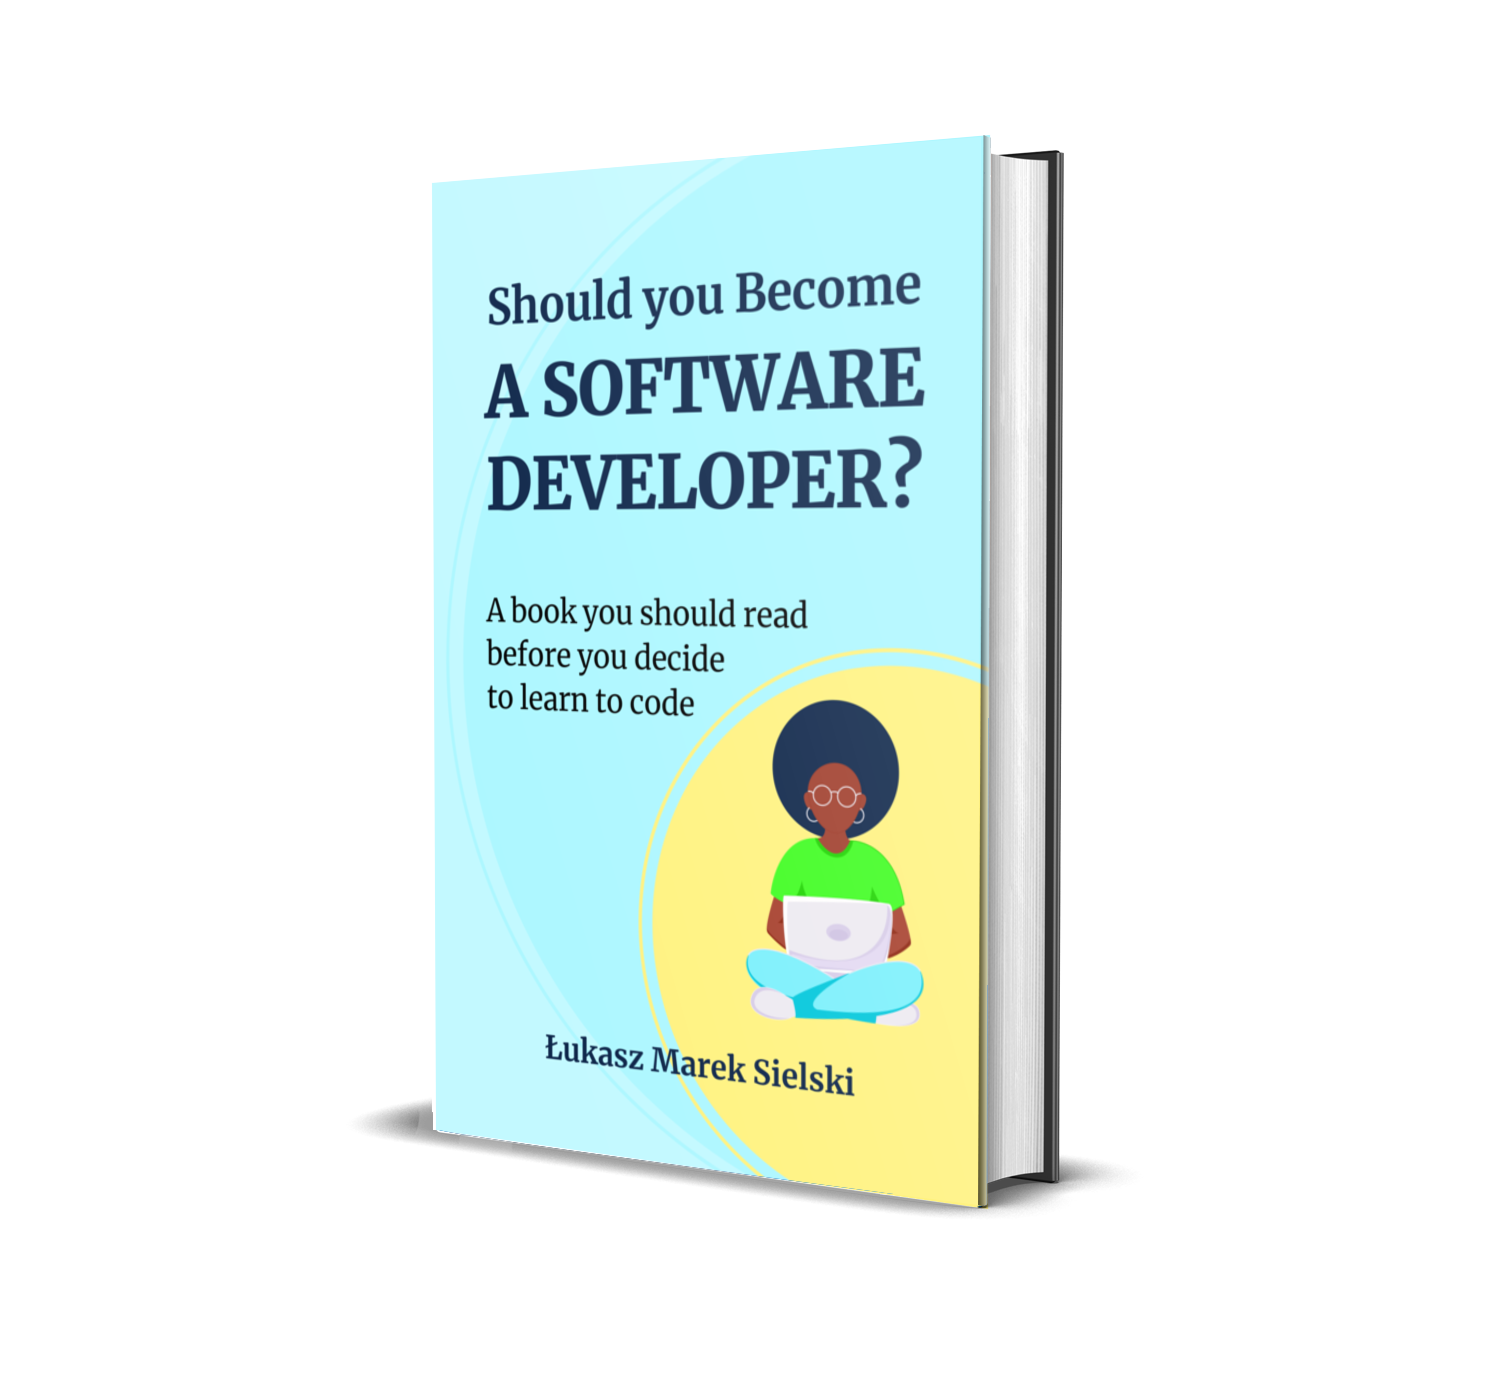 Should you Become
A SOFTWARE
DEVELOPER?
A book you should read
before you decide
to learn to code
Łukasz Marek Sielski